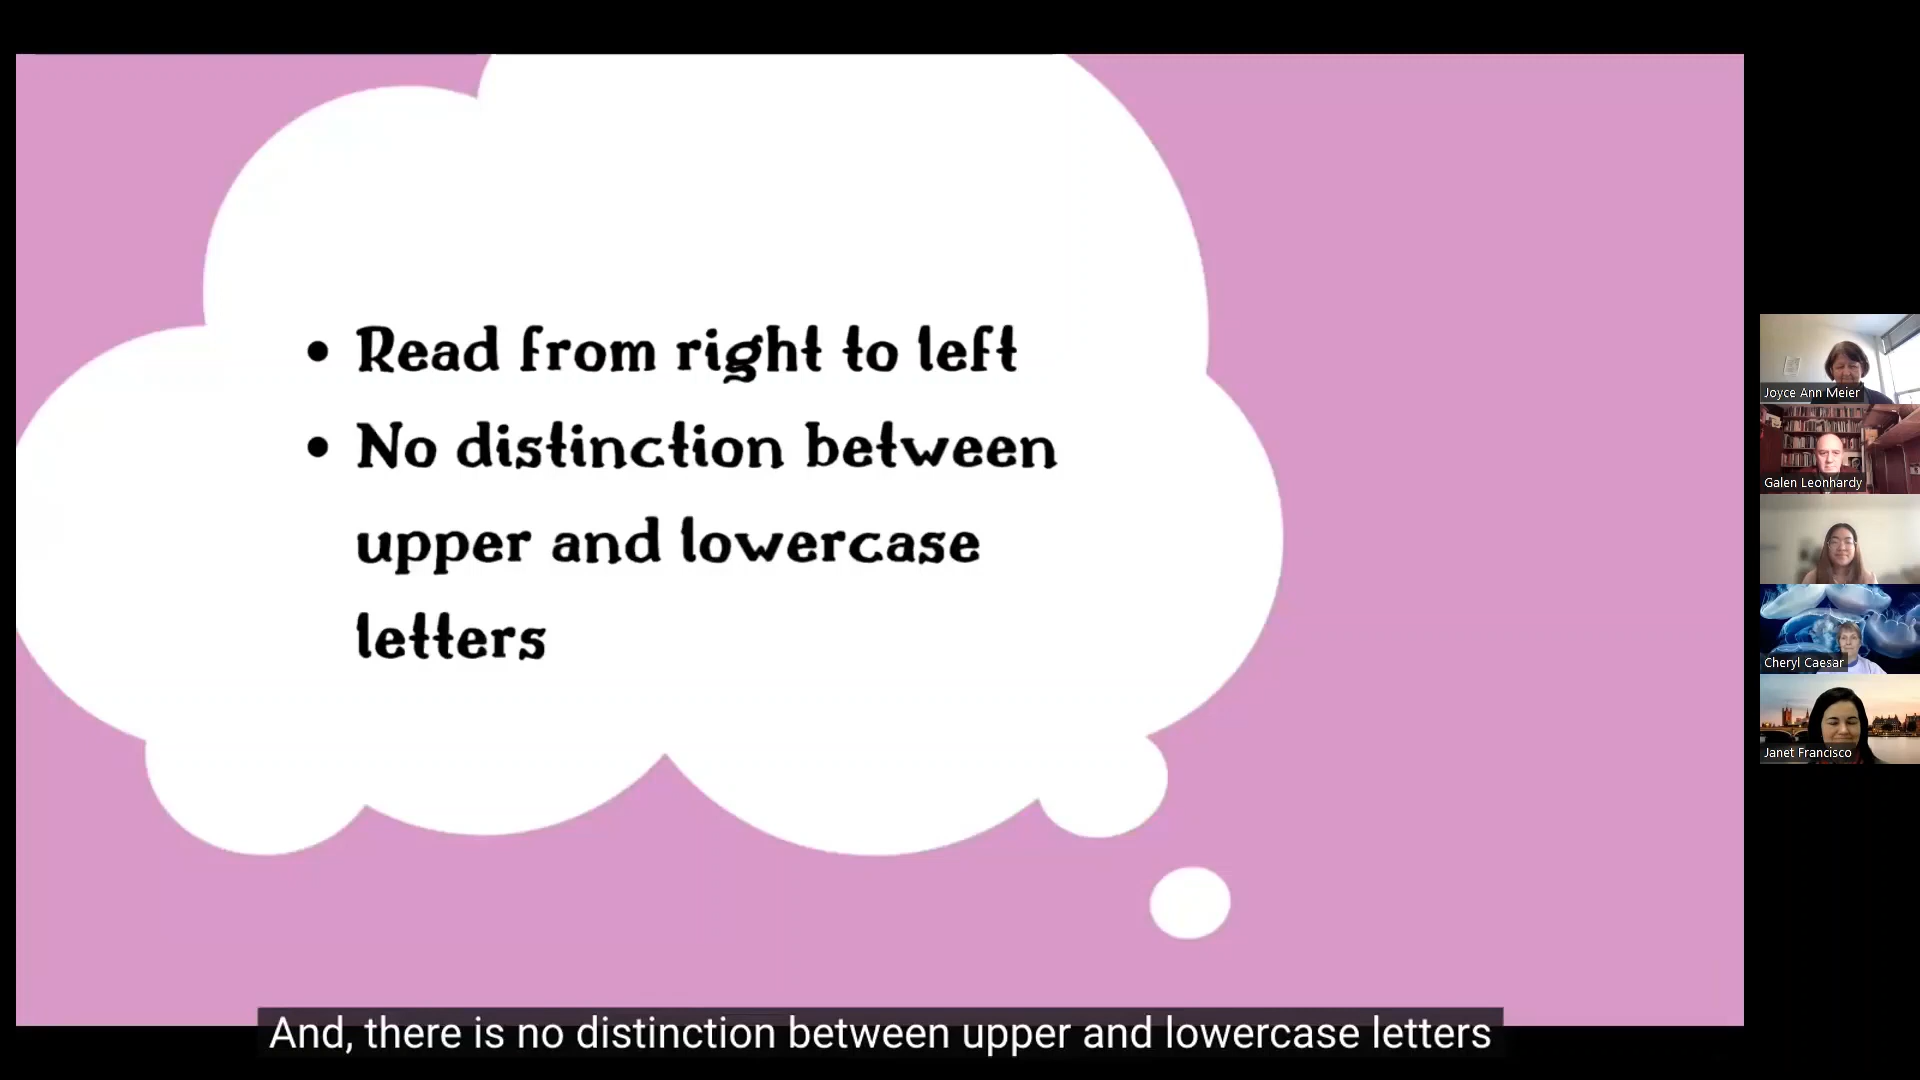 • Read from right to left
• No distinction between
upper and lowercase
letters
Joyce Ann Meier
Galen Leonhardy
Cheryl Caesar
Janet Francisco
And, there is no distinction between upper and lowercase letters